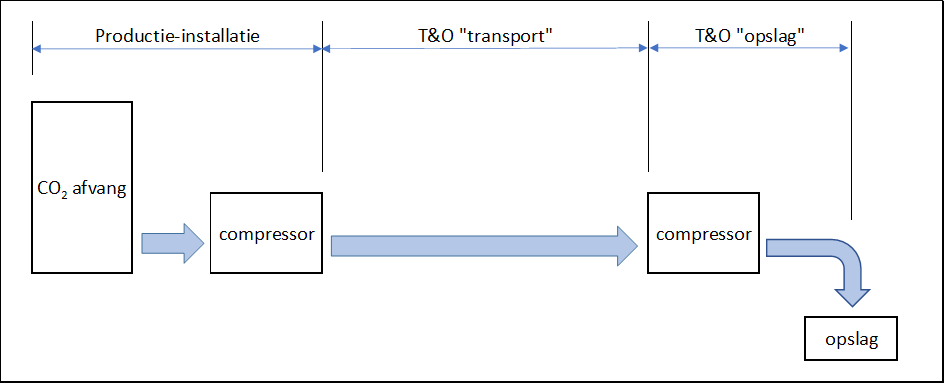 Productie-installatie
T&O "transport"
T&O "opslag"
CO₂ afvang
compressor
compressor
opslag